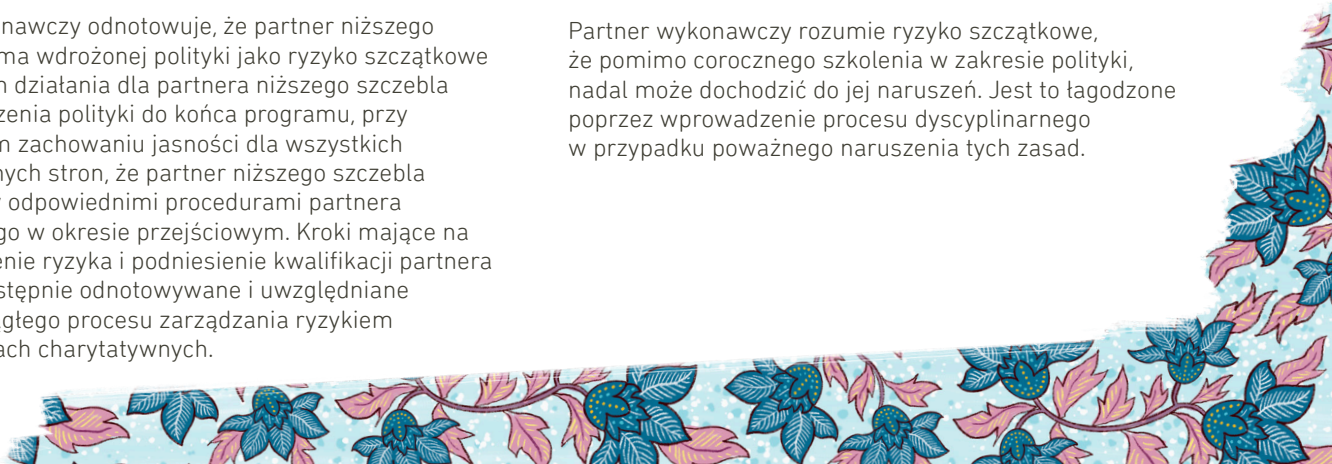 nawczy odnotowuje, że partner niższego
ma wdrożonej polityki jako ryzyko szczątkowe
działania dla partnera niższego szczebla
zenia polityki do końca programu, przy
zachowaniu jasności dla wszystkich
nych stron, że partner niższego szczebla
odpowiednimi procedurami partnera
go w okresie przejściowym. Kroki mające na
enie ryzyka i podniesienie kwalifikacji partnera
stępnie odnotowywane i uwzględniane
głego procesu zarządzania ryzykiem
ach charytatywnych.
Partner wykonawczy rozumie ryzyko szczątkowe,
że pomimo corocznego szkolenia w zakresie polityki,
nadal może dochodzić do jej naruszeń. Jest to łagodzone
poprzez wprowadzenie procesu dyscyplinarnego
w przypadku poważnego naruszenia tych zasad.